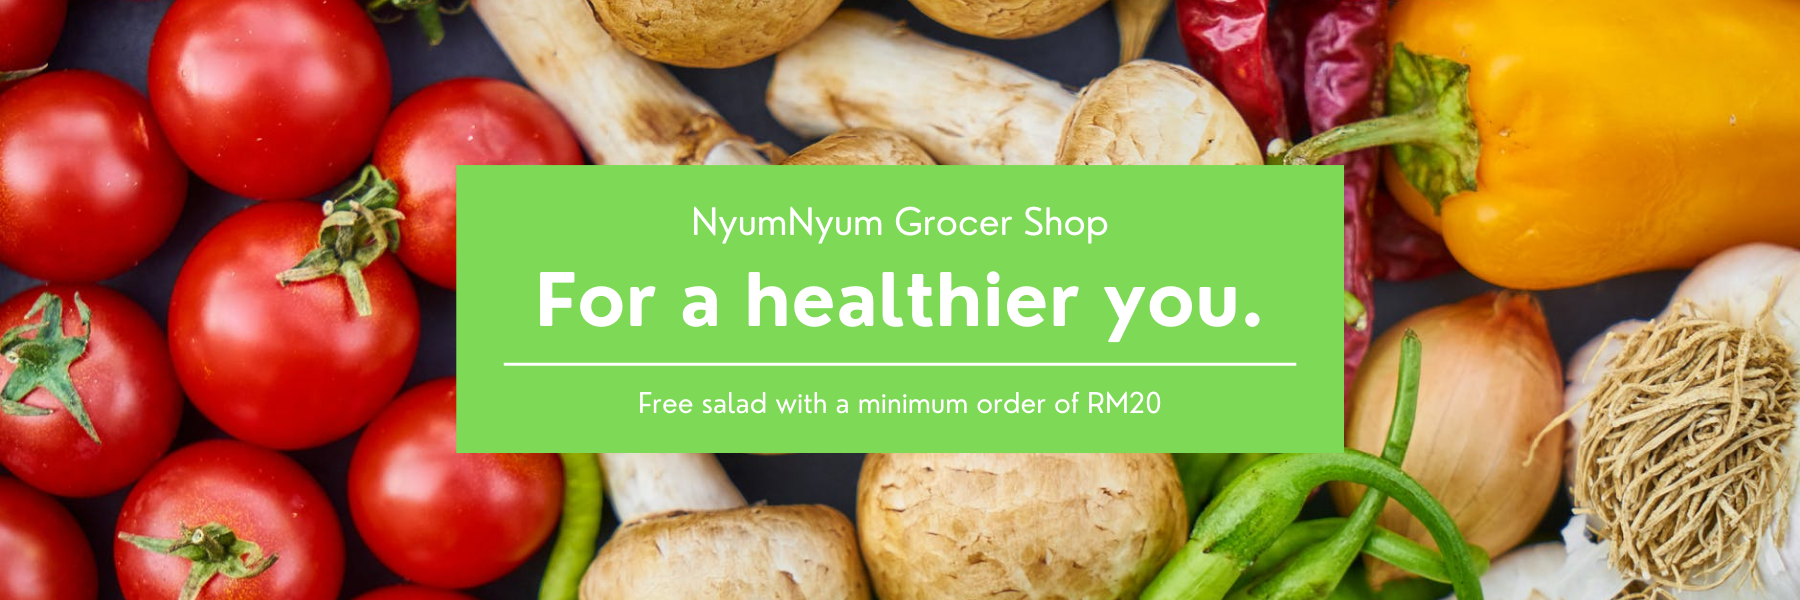 NyumNyum Grocer Shop
For a healthier you.
Free salad with a minimum order of RM20